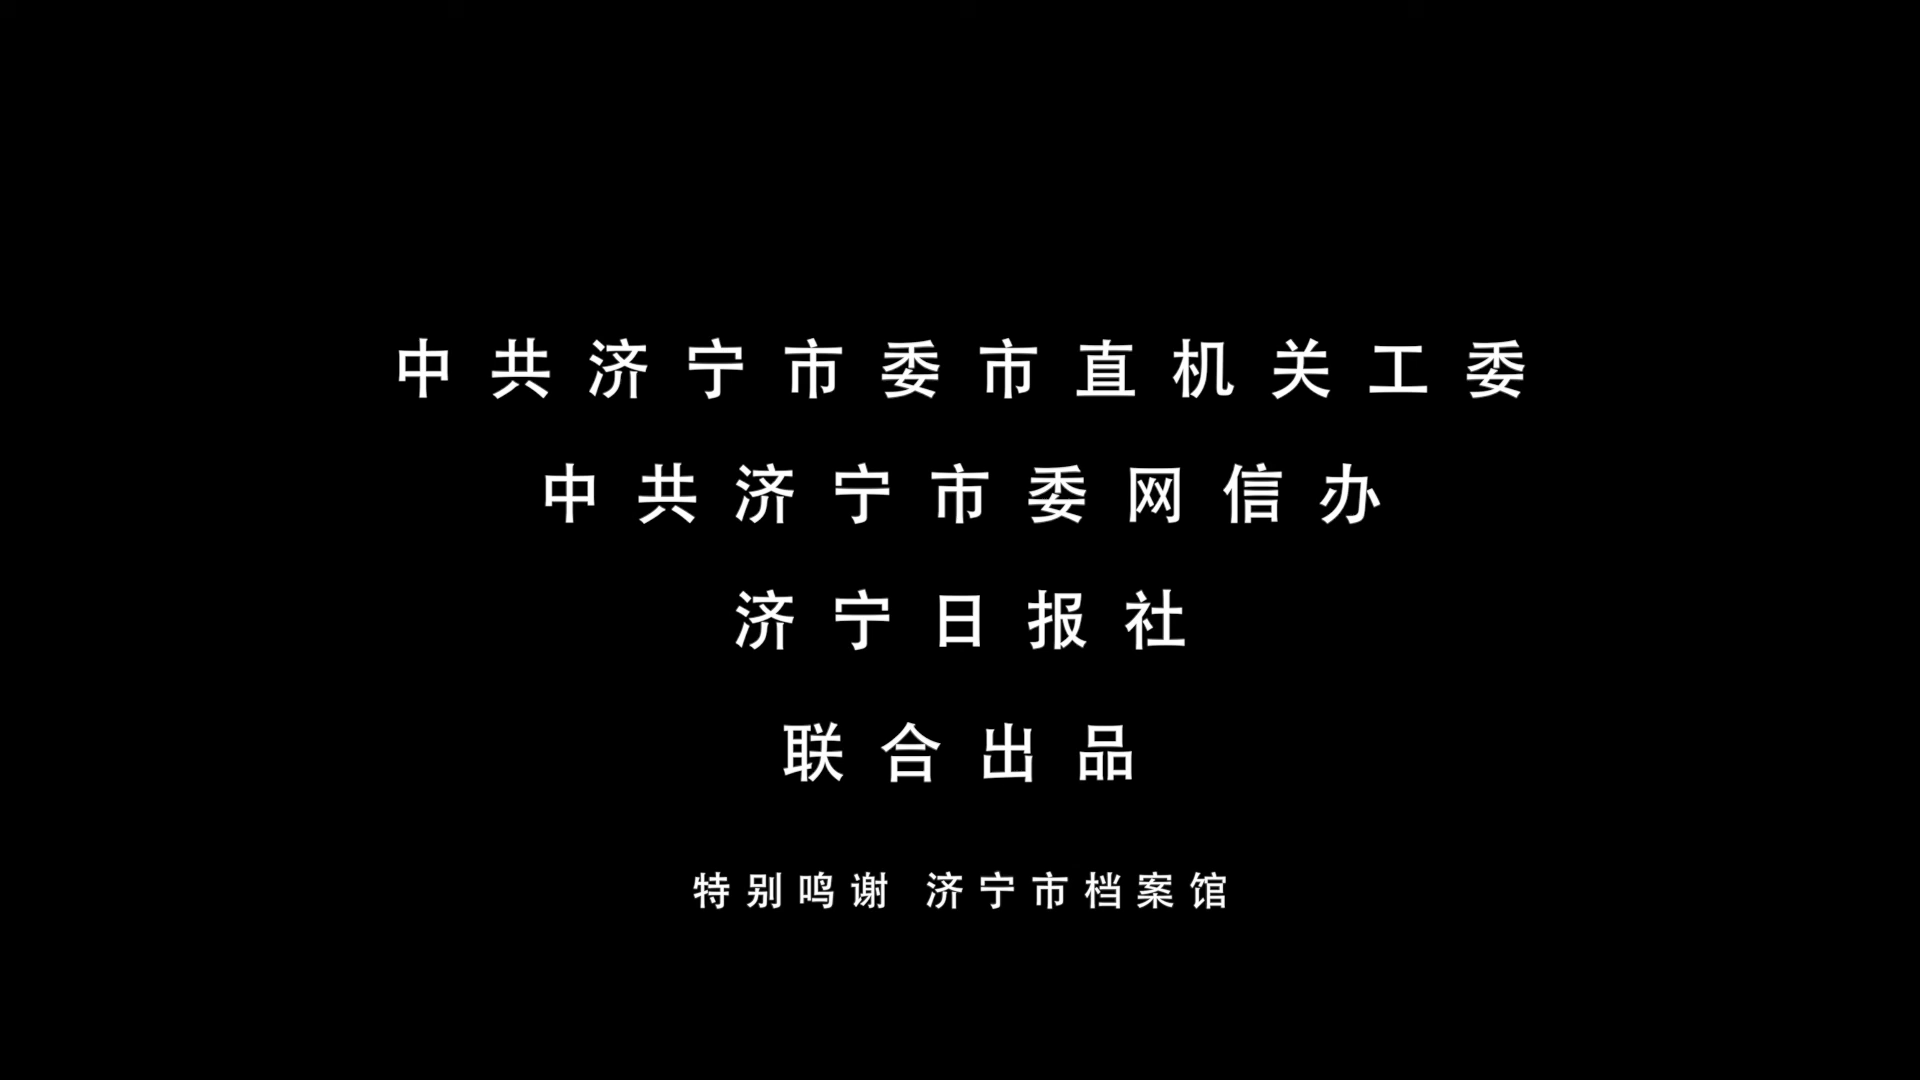 中共济宁市委市直机关工委
中共济宁市委网信办
济宁日报社
联合出品
特别鸣谢 济宁市档案馆